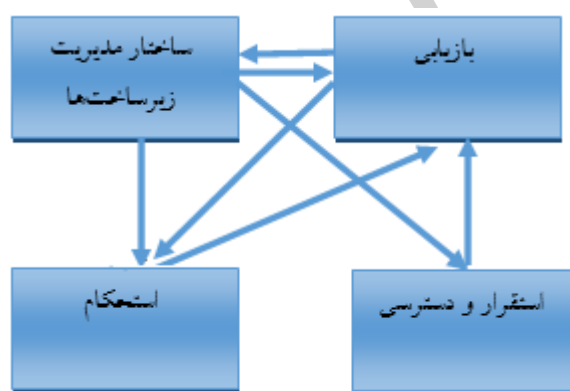 بازیابی
ساختار مدیریت
زیرساخت‌ها
استقرار و دسترسی
استحکام